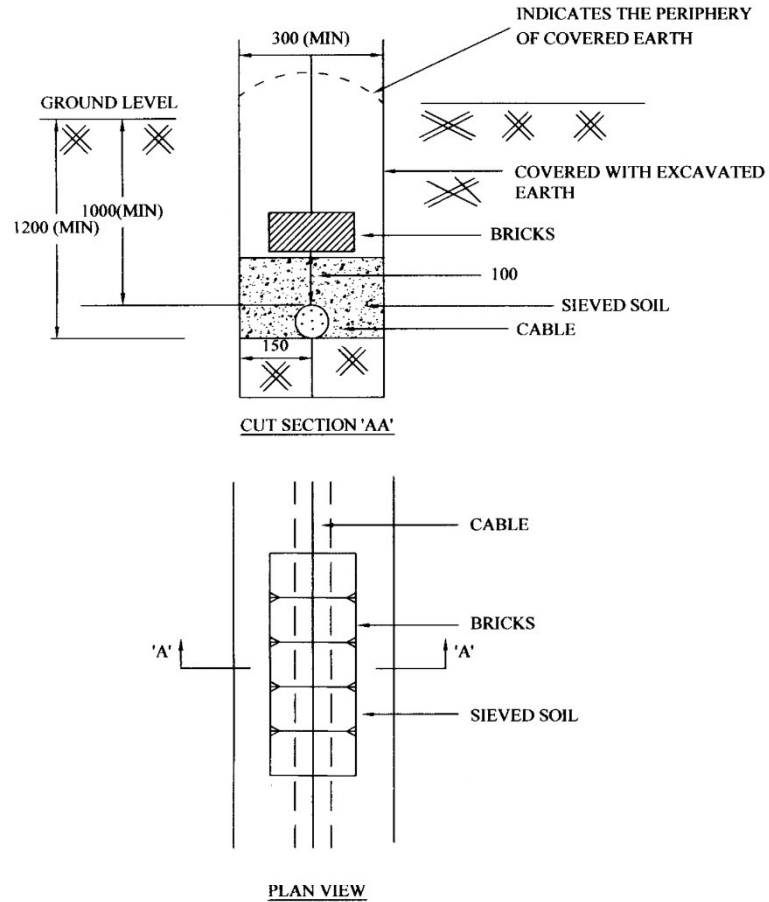 INDICATES THE PERIPHERY
OF COVERED EARTH
300 (MIN)
GROUND LEVEL
COVERED WITH EXCAVATED
EARTH
1000(MIN)
1200 (MIN)
BRICKS
100
SIEVED SOIL
CABLE
150
CUT SECTION 'AA'
CABLE
BRICKS
'A'
'A'
SIEVED SOIL
PLAN VIEW